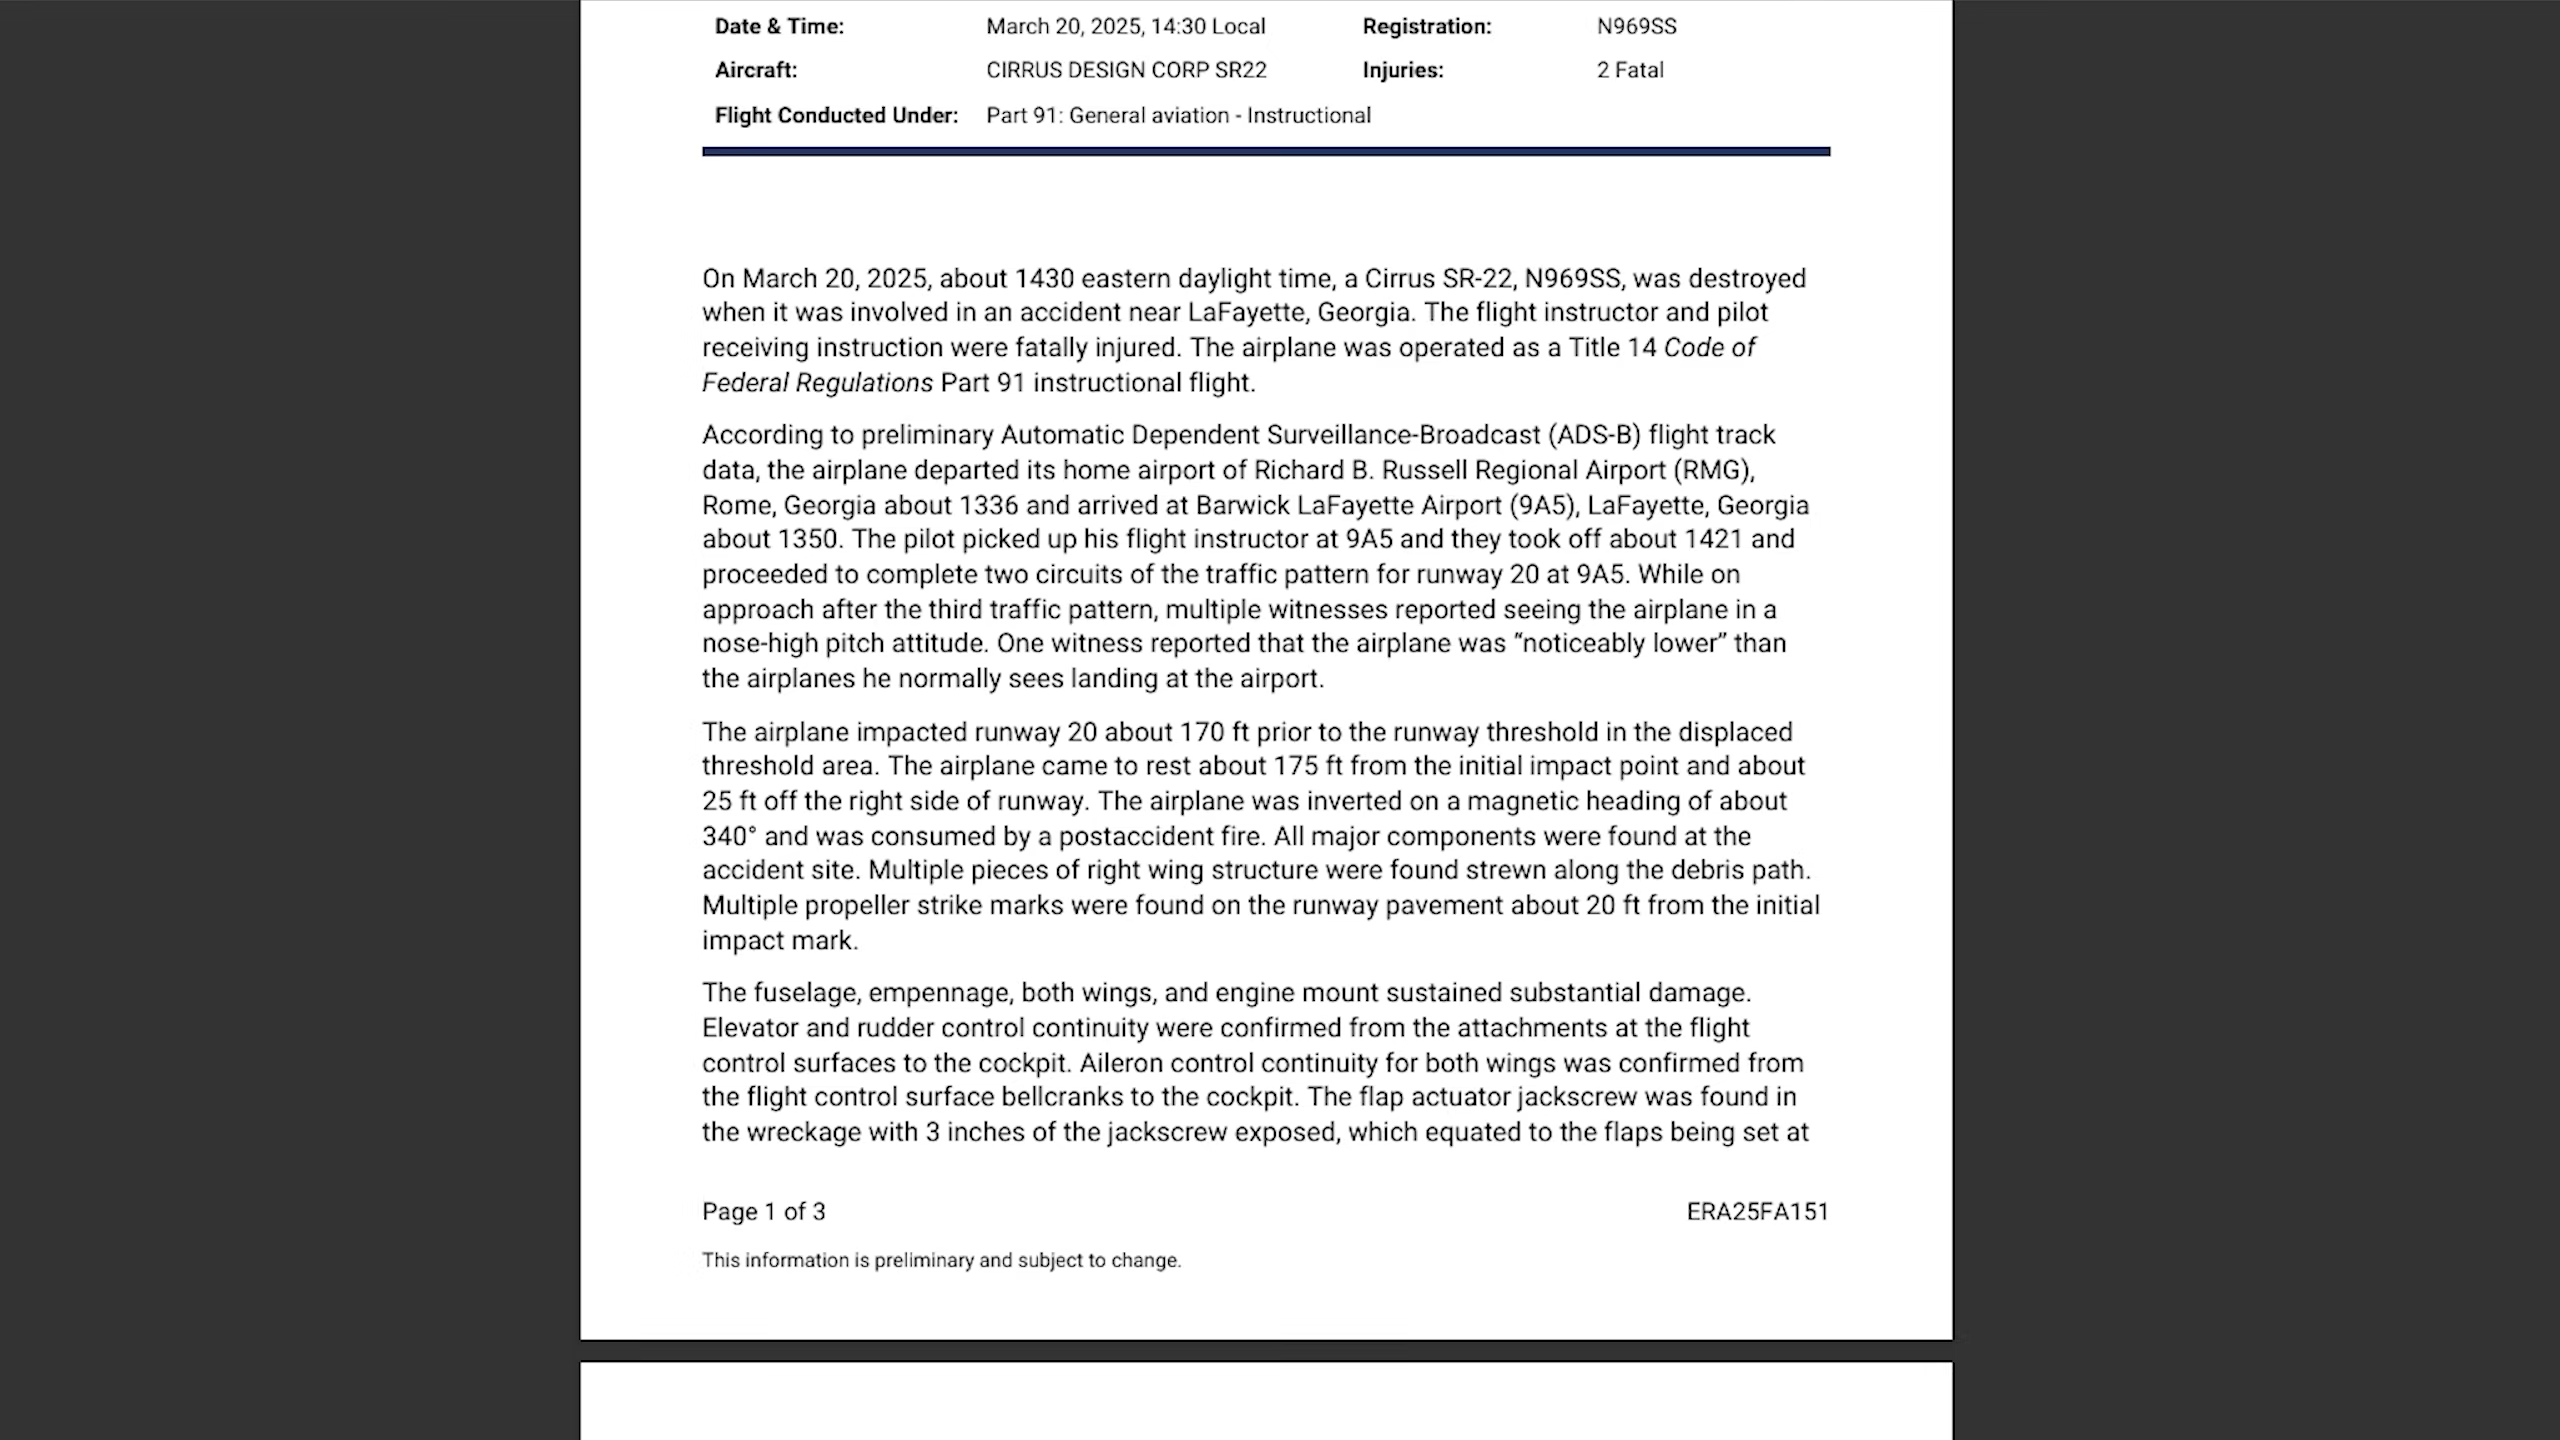 Date & Time: March 20, 2025, 14:30 Local Registration: N969SS
Aircraft: CIRRUS DESIGN CORP SR22 Injuries: 2 Fatal
Flight Conducted Under: Part 91: General aviation - Instructional
On March 20, 2025, about 1430 eastern daylight time, a Cirrus SR-22, N969SS, was destroyed
when it was involved in an accident near LaFayette, Georgia. The flight instructor and pilot
receiving instruction were fatally injured. The airplane was operated as a Title 14 Code of
Federal Regulations Part 91 instructional flight.
According to preliminary Automatic Dependent Surveillance-Broadcast (ADS-B) flight track
data, the airplane departed its home airport of Richard B. Russell Regional Airport (RMG),
Rome, Georgia about 1336 and arrived at Barwick LaFayette Airport (9A5), LaFayette, Georgia
about 1350. The pilot picked up his flight instructor at 9A5 and they took off about 1421 and
proceeded to complete two circuits of the traffic pattern for runway 20 at 9A5. While on
approach after the third traffic pattern, multiple witnesses reported seeing the airplane in a
nose-high pitch attitude. One witness reported that the airplane was “noticeably lower” than
the airplanes he normally sees landing at the airport.
The airplane impacted runway 20 about 170 ft prior to the runway threshold in the displaced
threshold area. The airplane came to rest about 175 ft from the initial impact point and about
25 ft off the right side of runway. The airplane was inverted on a magnetic heading of about
340° and was consumed by a postaccident fire. All major components were found at the
accident site. Multiple pieces of right wing structure were found strewn along the debris path.
Multiple propeller strike marks were found on the runway pavement about 20 ft from the initial
impact mark.
The fuselage, empennage, both wings, and engine mount sustained substantial damage.
Elevator and rudder control continuity were confirmed from the attachments at the flight
control surfaces to the cockpit. Aileron control continuity for both wings was confirmed from
the flight control surface bellcranks to the cockpit. The flap actuator jackscrew was found in
the wreckage with 3 inches of the jackscrew exposed, which equated to the flaps being set at
Page 1 of 3 ERA25FA151
This information is preliminary and subject to change.